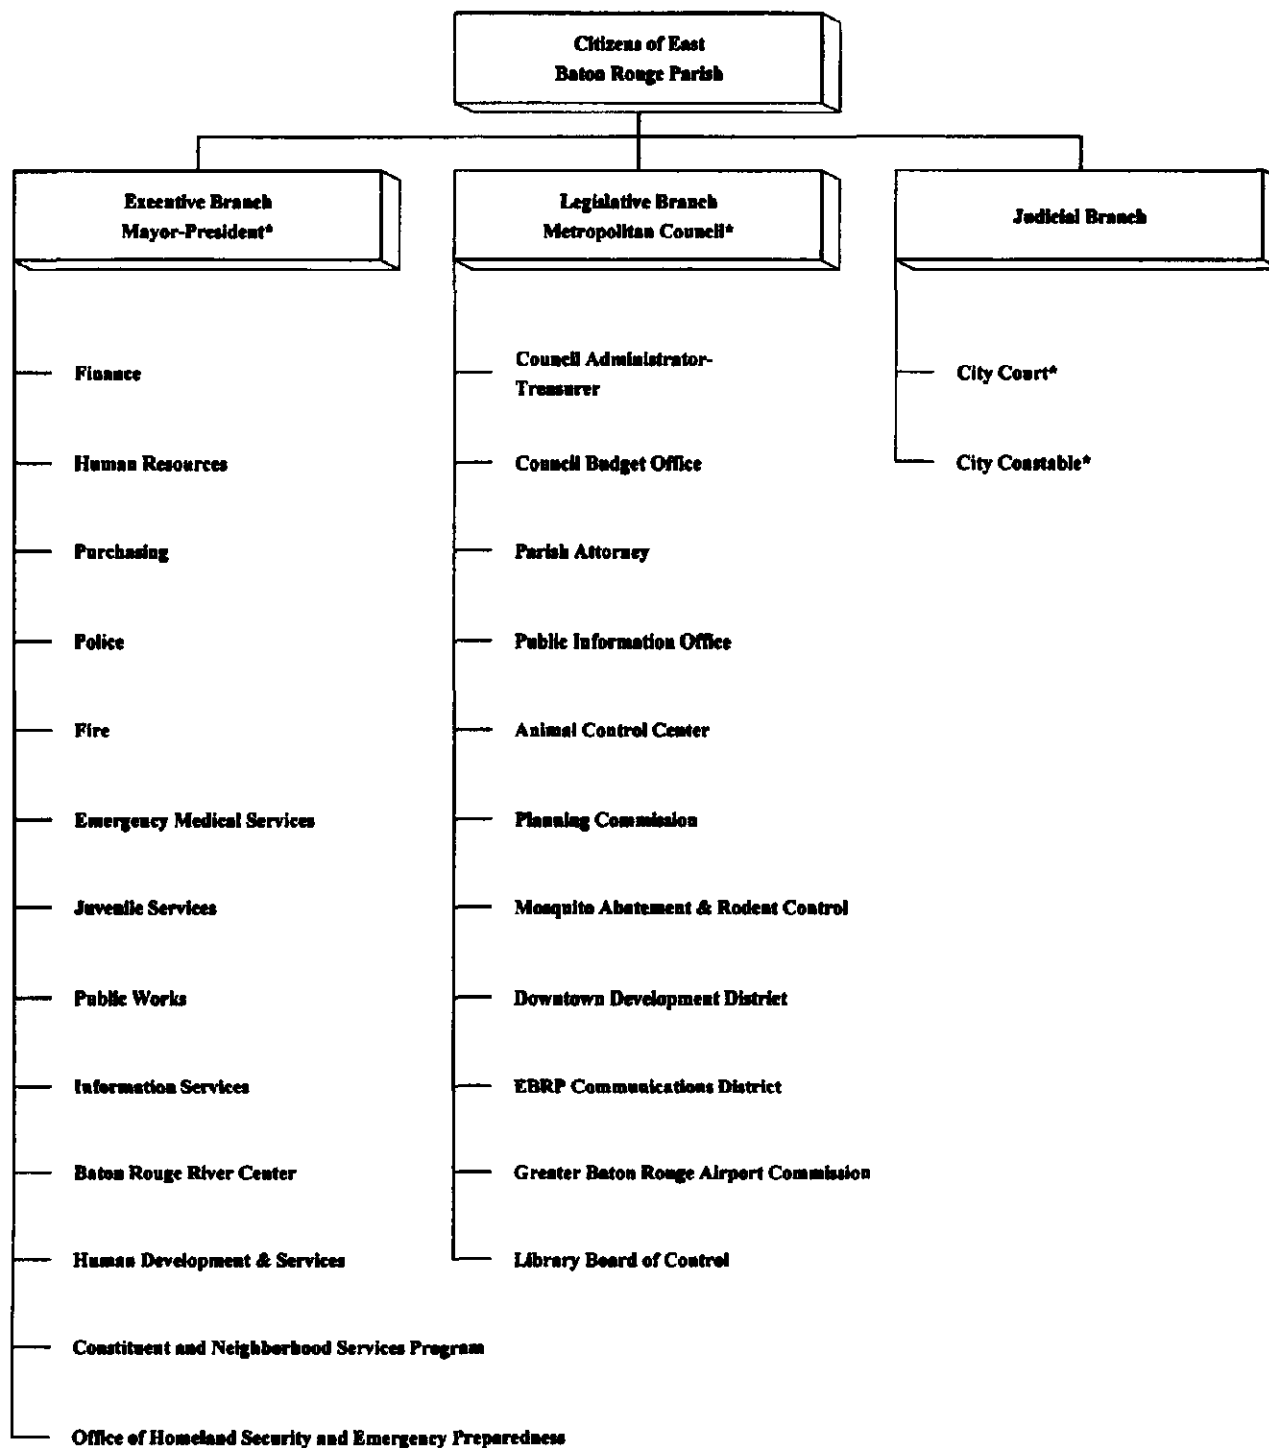 Citizens of East
Baton Rouge Parish
Executive Branch
Mayor-President*
Legislative Branch
Metropolitan Council*
Judicial Branch
Finance
Human Resources
Purchasing
Police
Fire
Emergency Medical Services
Juvenile Services
Public Works
Information Services
Baton Rouge River Center
Human Development & Services
Constituent and Neighborhood Services Program
Office of Homeland Security and Emergency Preparedness
Council Administrator-
Treasurer
Council Budget Office
Parish Attorney
Public Information Office
Animal Control Center
Planning Commission
Mosquito Abatement & Rodent Control
Downtown Development District
EBRP Communications District
Greater Baton Rouge Airport Commission
Library Board of Control
City Court*
City Constable*